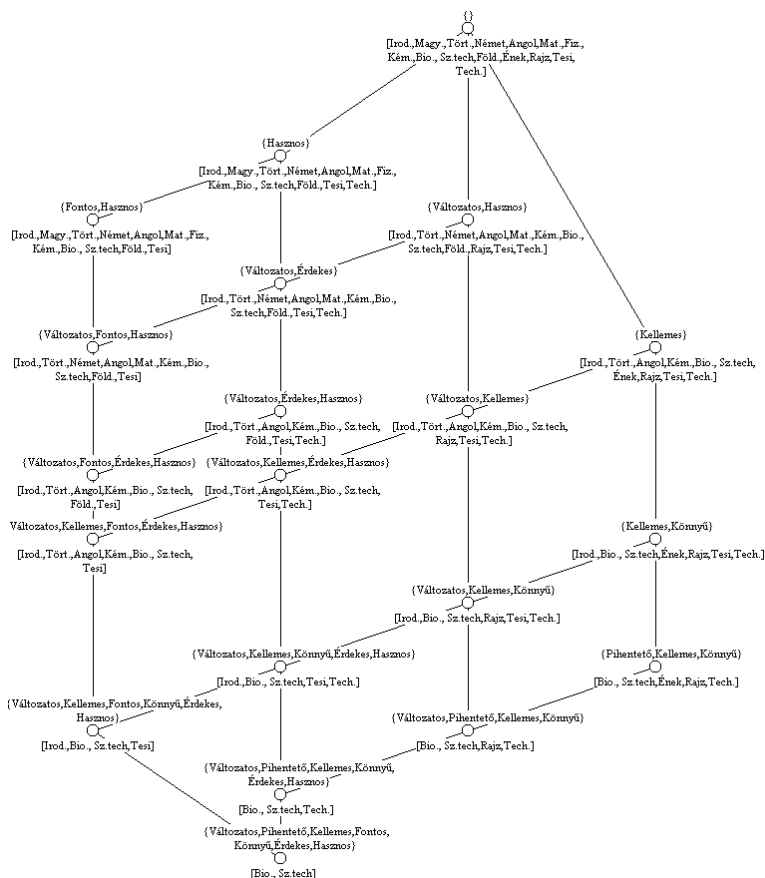 {}
[Irod.,Magy.,Tört.,Német,Angol,Mat.,Fiz.,
Kém.,Bio., Sz.tech,Föld.,Ének,Rajz,Tesi,
Tech.]
{Hasznos}
[Irod.,Magy.,Tört.,Német,Angol,Mat.,Fiz.,
Kém.,Bio., Sz.tech,Föld.,Tesi,Tech.]
{Fontos,Hasznos}
[Irod.,Magy.,Tört.,Német,Angol,Mat.,Fiz.,
Kém.,Bio., Sz.tech,Föld.,Tesi]
{Változatos,Hasznos}
[Irod.,Tört.,Német,Angol,Mat.,Kém.,Bio.,
Sz.tech,Föld.,Rajz,Tesi,Tech.]
{Változatos,Érdekes}
[Irod.,Tört.,Német,Angol,Mat.,Kém.,Bio.,
Sz.tech,Föld.,Tesi,Tech.]
{Változatos,Fontos,Hasznos}
[Irod.,Tört.,Német,Angol,Mat.,Kém.,Bio.,
Sz.tech,Föld.,Tesi]
{Kellemes}
[Irod.,Tört.,Angol,Kém.,Bio., Sz.tech,
Ének,Rajz,Tesi,Tech.]
{Változatos,Érdekes,Hasznos}
[Irod.,Tört.,Angol,Kém.,Bio., Sz.tech,
Föld.,Tesi,Tech.]
{Változatos,Kellemes}
[Irod.,Tört.,Angol,Kém.,Bio., Sz.tech,
Rajz,Tesi,Tech.]
{Változatos,Fontos,Érdekes,Hasznos}
[Irod.,Tört.,Angol,Kém.,Bio., Sz.tech,
Föld.,Tesi]
{Változatos,Kellemes,Érdekes,Hasznos}
[Irod.,Tört.,Angol,Kém.,Bio., Sz.tech,
Tesi,Tech.]
Változatos,Kellemes,Fontos,Érdekes,Hasznos}
[Irod.,Tört.,Angol,Kém.,Bio., Sz.tech,
Tesi]
{Kellemes,Könnyű}
[Irod.,Bio., Sz.tech,Ének,Rajz,Tesi,Tech.]
{Változatos,Kellemes,Könnyű}
[Irod.,Bio., Sz.tech,Rajz,Tesi,Tech.]
{Változatos,Kellemes,Könnyű,Érdekes,Hasznos}
[Irod.,Bio., Sz.tech,Tesi,Tech.]
{Pihentető,Kellemes,Könnyű}
[Bio., Sz.tech,Ének,Rajz,Tech.]
{Változatos,Kellemes,Fontos,Könnyű,Érdekes,
Hasznos}
[Irod.,Bio., Sz.tech,Tesi]
{Változatos,Pihentető,Kellemes,Könnyű}
[Bio., Sz.tech,Rajz,Tech.]
{Változatos,Pihentető,Kellemes,Könnyű,
Érdekes,Hasznos}
[Bio., Sz.tech,Tech.]
{Változatos,Pihentető,Kellemes,Fontos,
Könnyű,Érdekes,Hasznos}
[Bio., Sz.tech]